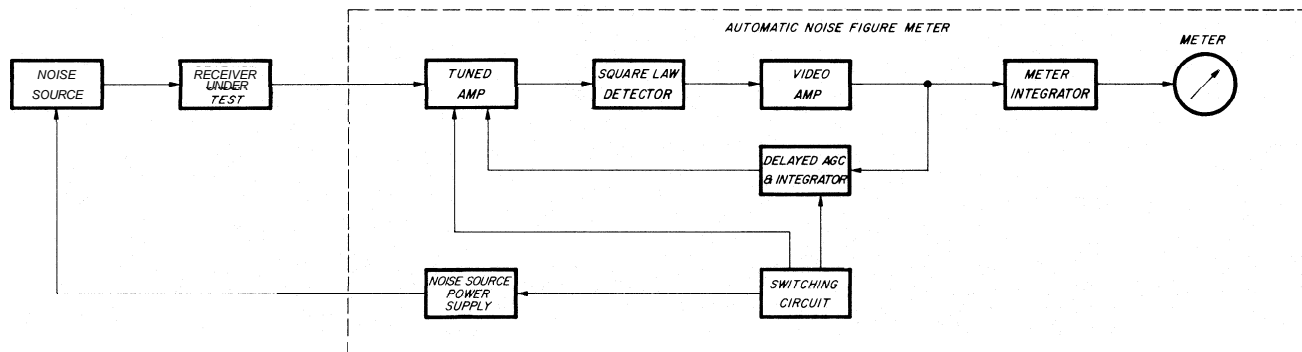 AUTOMATIC NOISE FIGURE METER
METER
NOISE
SOURCE
RECEIVER
UNDER
TEST
TUNED
AMP
SQUARE LAW
DETECTOR
VIDEO
AMP
METER
INTEGRATOR
DELAYED AGC
& INTEGRATOR
NOISE SOURCE
POWER
SUPPLY
SWITCHING
CIRCUIT